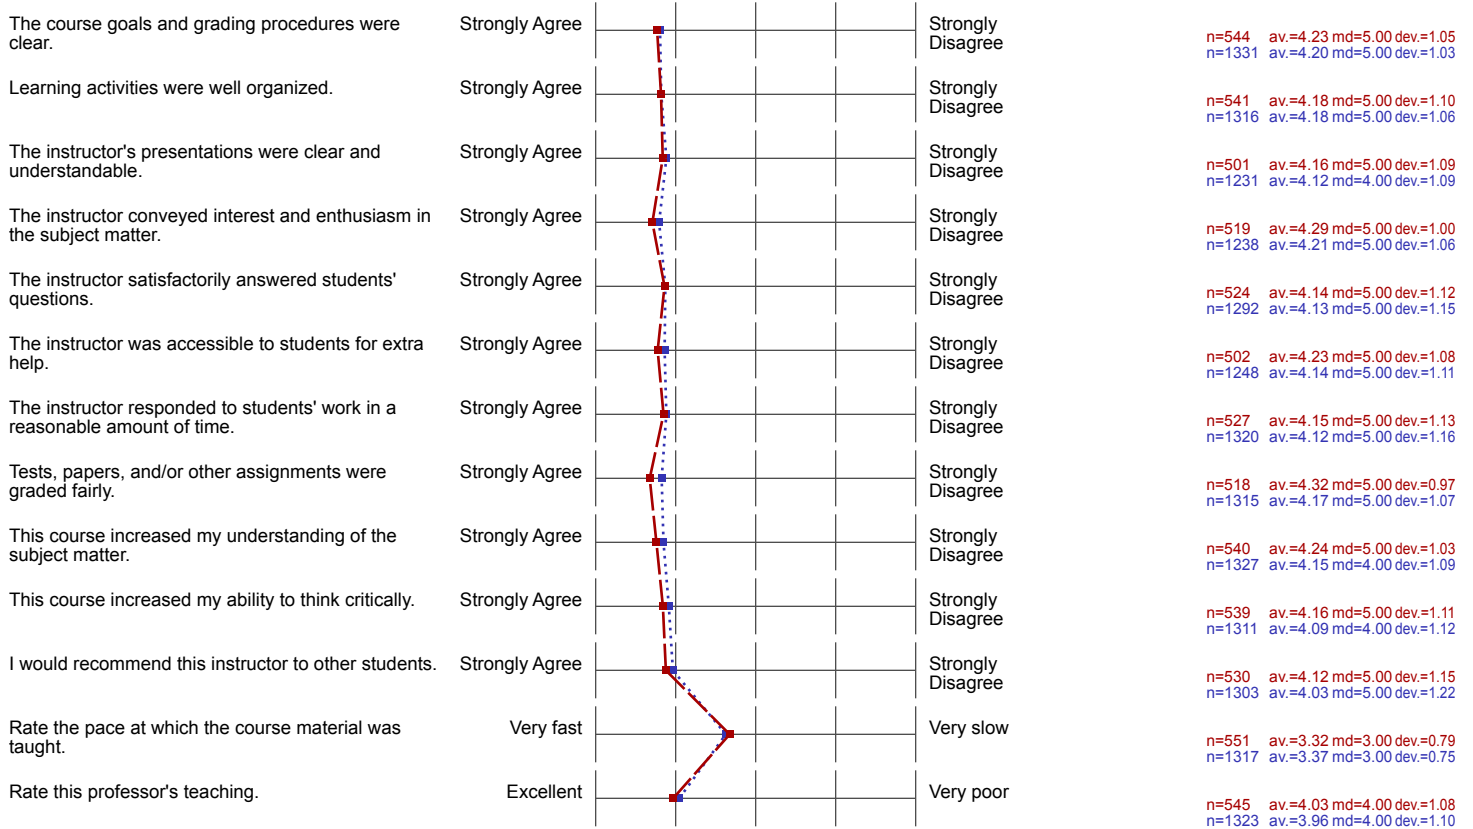 The course goals and grading procedures were
clear.
Strongly Agree
Strongly
Disagree
n=544 av.=4.23 md=5.00 dev.=1.05
n=1331 av.=4.20 md=5.00 dev.=1.03
Learning activities were well organized.
Strongly Agree
Strongly
Disagree
n=541 av.=4.18 md=5.00 dev.=1.10
n=1316 av.=4.18 md=5.00 dev.=1.06
The instructor's presentations were clear and
understandable.
Strongly Agree
Strongly
Disagree
n=501 av.=4.16 md=5.00 dev.=1.09
n=1231 av.=4.12 md=4.00 dev.=1.09
The instructor conveyed interest and enthusiasm in
the subject matter.
Strongly Agree
Strongly
Disagree
n=519 av.=4.29 md=5.00 dev.=1.00
n=1238 av.=4.21 md=5.00 dev.=1.06
The instructor satisfactorily answered students'
questions.
Strongly Agree
Strongly
Disagree
n=524 av.=4.14 md=5.00 dev.=1.12
n=1292 av.=4.13 md=5.00 dev.=1.15
The instructor was accessible to students for extra
help.
Strongly Agree
Strongly
Disagree
n=502 av.=4.23 md=5.00 dev.=1.08
n=1248 av.=4.14 md=5.00 dev.=1.11
The instructor responded to students' work in a
reasonable amount of time.
Strongly Agree
Strongly
Disagree
n=527 av.=4.15 md=5.00 dev.=1.13
n=1320 av.=4.12 md=5.00 dev.=1.16
Tests, papers, and/or other assignments were
graded fairly.
Strongly Agree
Strongly
Disagree
n=518 av.=4.32 md=5.00 dev.=0.97
n=1315 av.=4.17 md=5.00 dev.=1.07
This course increased my understanding of the
subject matter.
Strongly Agree
Strongly
Disagree
n=540 av.=4.24 md=5.00 dev.=1.03
n=1327 av.=4.15 md=4.00 dev.=1.09
This course increased my ability to think critically.
Strongly Agree
Strongly
Disagree
n=539 av.=4.16 md=5.00 dev.=1.11
n=1311 av.=4.09 md=4.00 dev.=1.12
I would recommend this instructor to other students.
Strongly Agree
Strongly
Disagree
n=530 av.=4.12 md=5.00 dev.=1.15
n=1303 av.=4.03 md=5.00 dev.=1.22
Rate the pace at which the course material was
taught.
Very fast
Very slow
n=551 av.=3.32 md=3.00 dev.=0.79
n=1317 av.=3.37 md=3.00 dev.=0.75
Rate this professor's teaching.
Excellent
Very poor
n=545 av.=4.03 md=4.00 dev.=1.08
n=1323 av.=3.96 md=4.00 dev.=1.10